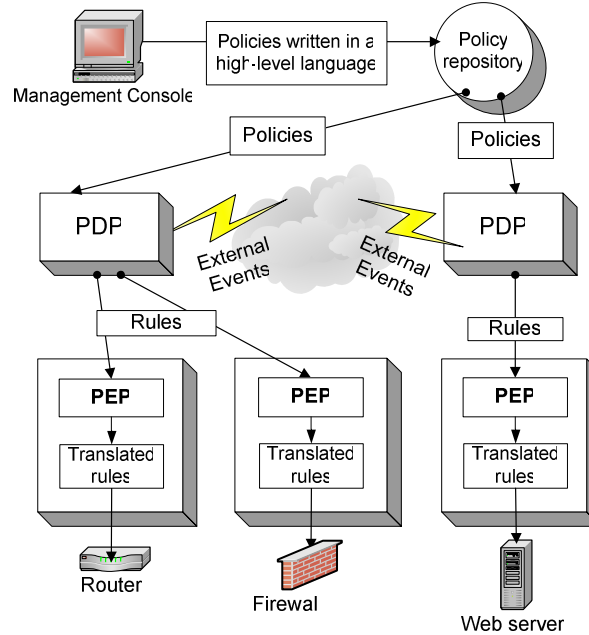 Policies written in a
high-level language
Policy
repository
Management Console
Policies
Policies
PDP
PDP
External
Events
External
Events
Rules
Rules
PEP
PEP
PEP
Translated
rules
Translated
rules
Translated
rules
Router
Firewal
Web server